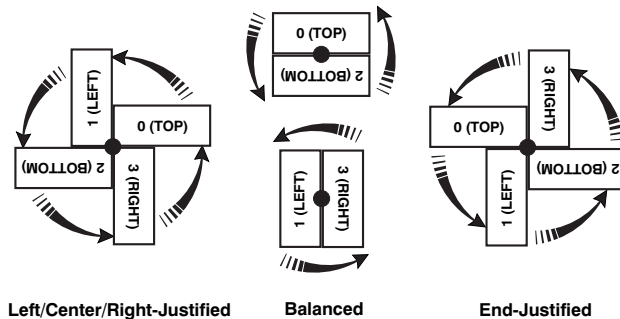 0 (TOP)
1 (LEFT)
2 (BOTTOM)
3 (RIGHT)
0 (TOP)
2 (BOTTOM)
1 (LEFT)
3 (RIGHT)
3 (RIGHT)
0 (TOP)
2 (BOTTOM)
1 (LEFT)
Left/Center/Right-Justified
Balanced
End-Justified